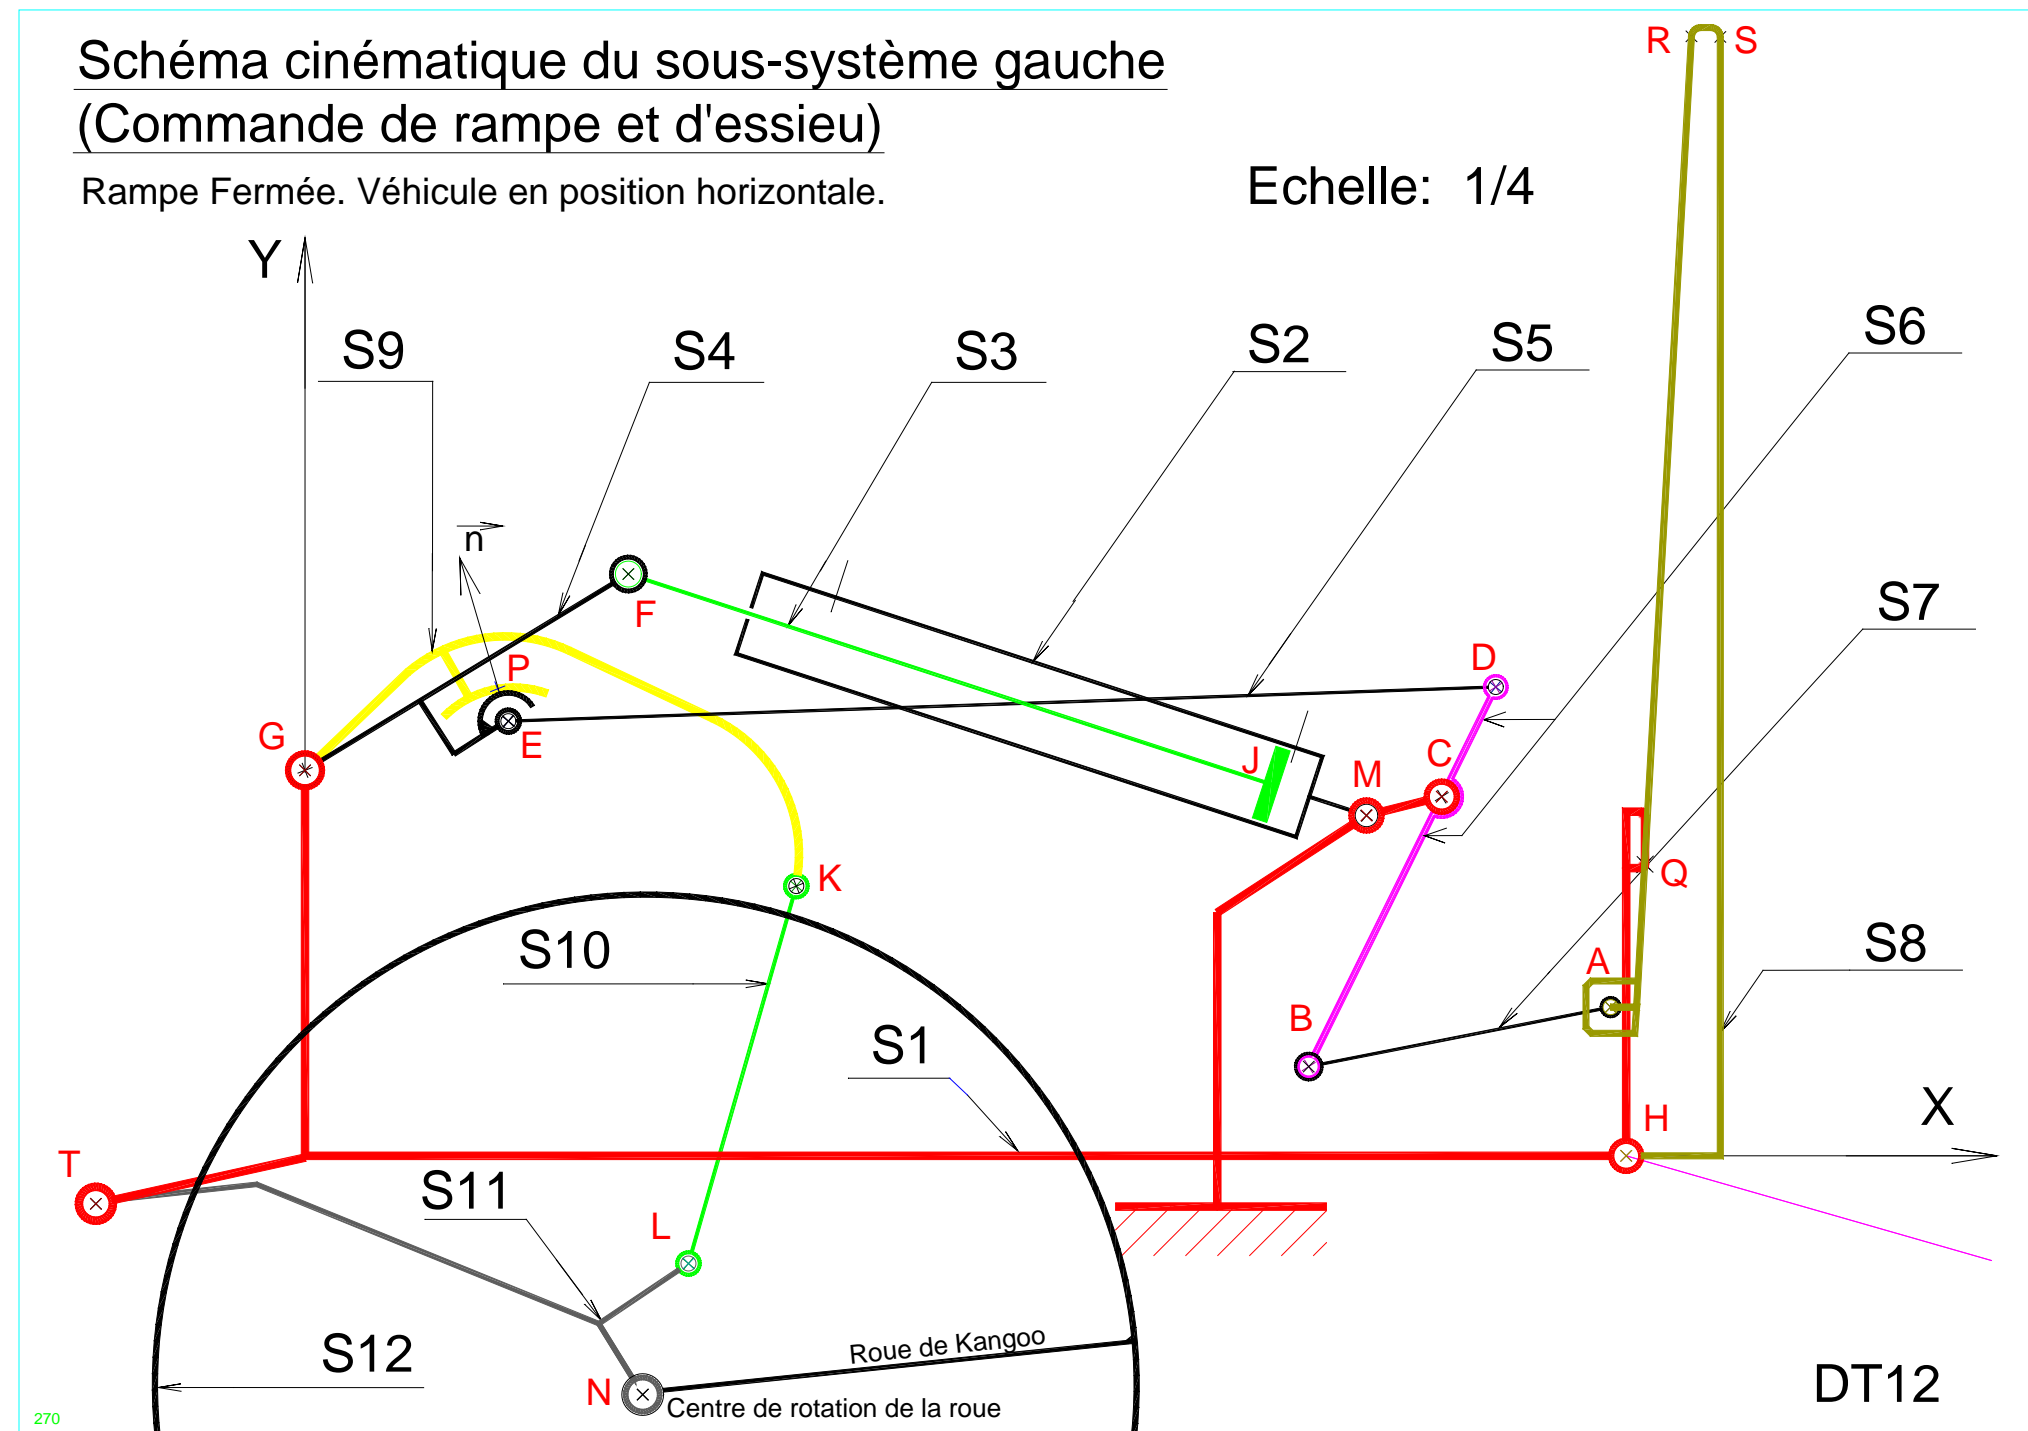 Schéma cinématique du sous-système gauche
(Commande de rampe et d'essieu)
Rampe Fermée. Véhicule en position horizontale.
Echelle: 1/4
R
S
Y
S9
S4
S3
S2
S5
S6
n
F
P
E
G
D
C
M
J
S7
Q
K
S10
A
S8
B
S1
X
H
T
S11
L
S12
Roue de Kangoo
N
Centre de rotation de la roue
DT12
270